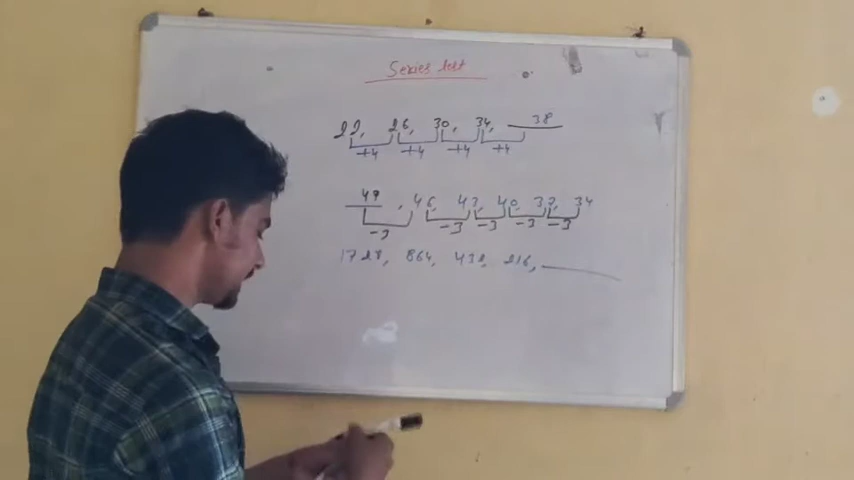 Series test
22, 26, 30, 34, 38
+4 +4 +4 +4
49, 46, 43, 40, 37, 34
-3 -3 -3 -3 -3
1728, 864, 432, 216,